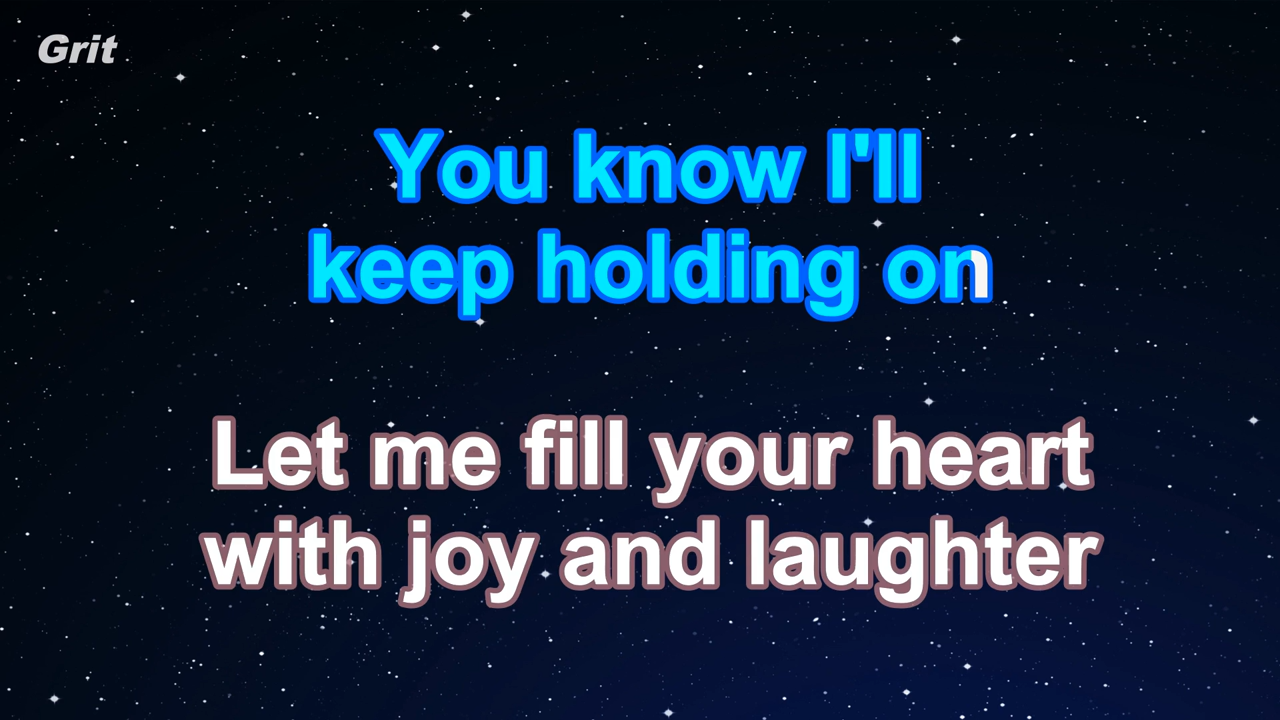 Grit
You know I'll
keep holding on
Let me fill your heart
with joy and laughter